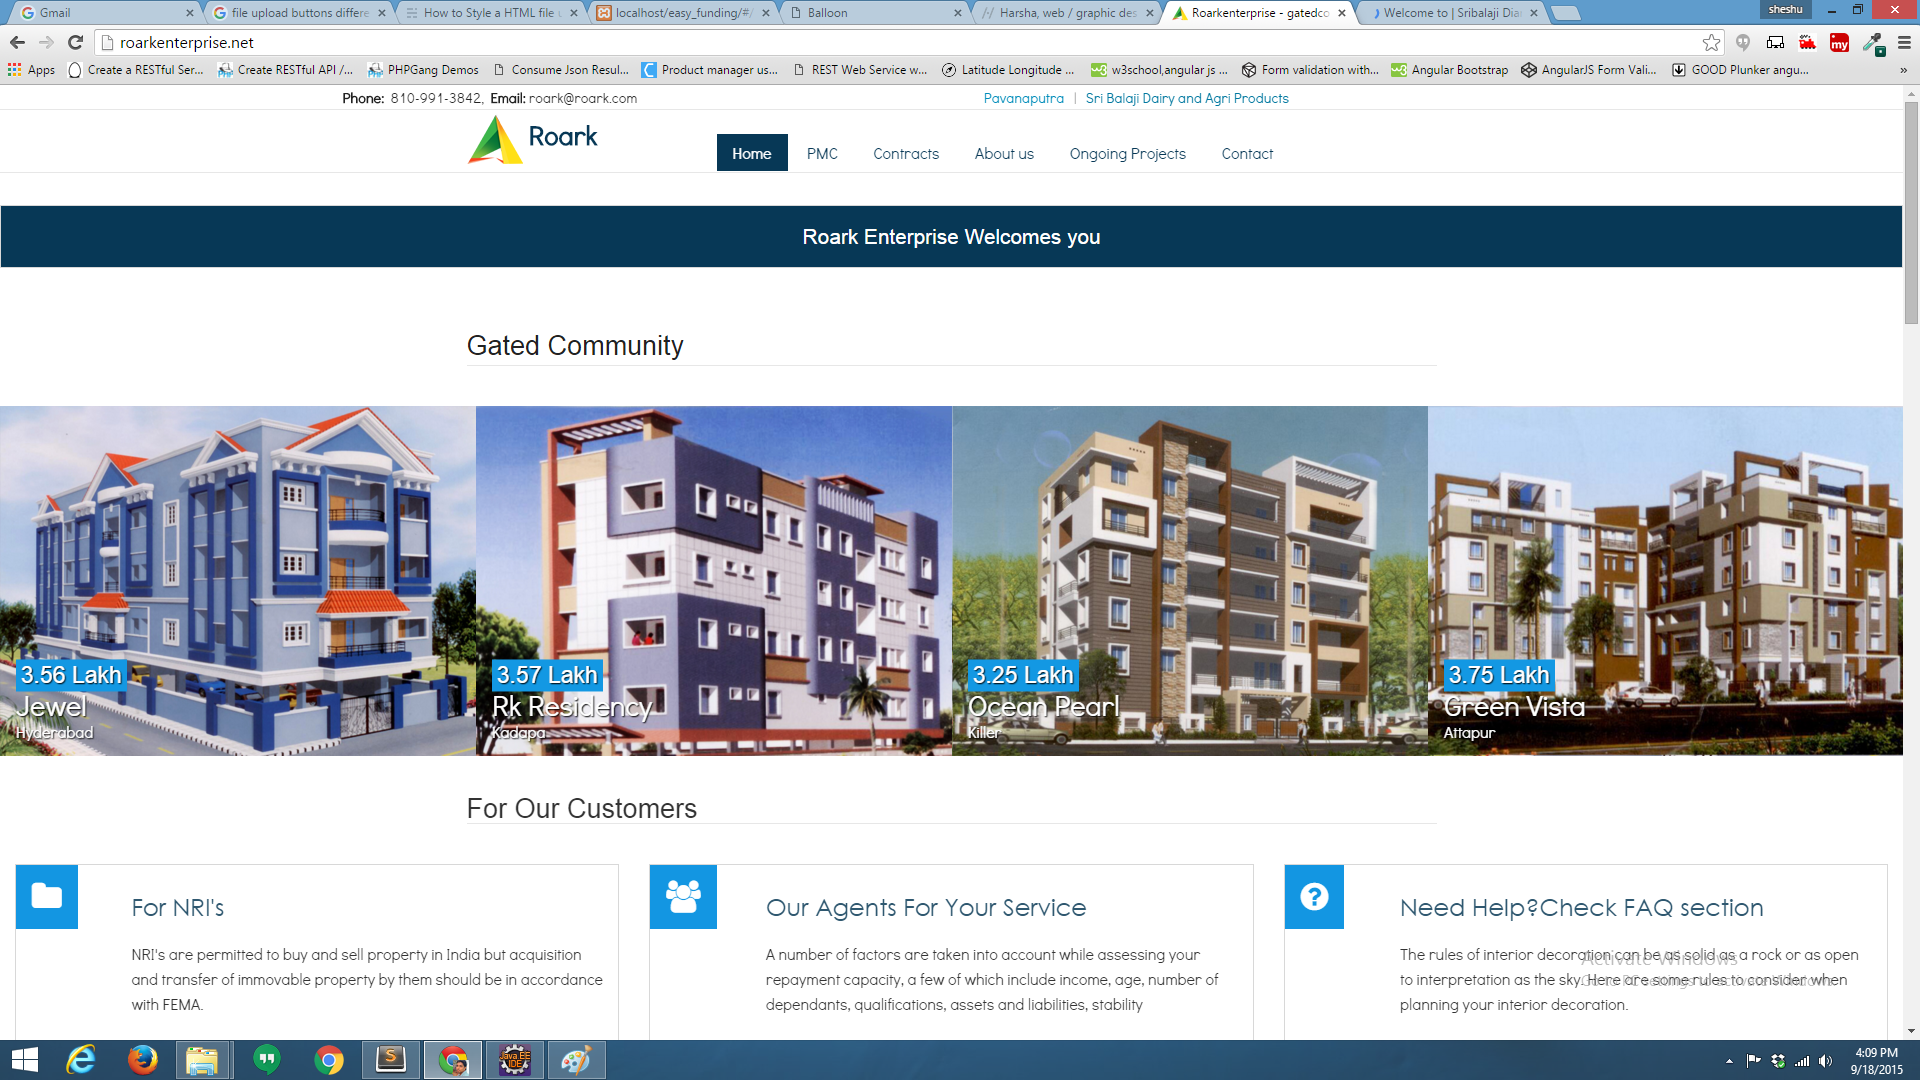 Gmail
file upload buttons differe
How to Style a HTML file u
localhost/easy_funding/#/
Balloon
Harsha, web / graphic des
Roarkenterprise - gatedco
Welcome to | Sribalaji Dia
sheshu
roarkenterprise.net
my
Apps
Create a RESTful Ser...
Create RESTful API /...
PHPGang Demos
Consume Json Resul...
Product manager us...
REST Web Service w...
Latitude Longitude ...
w3school,angular js ...
Form validation with...
Angular Bootstrap
AngularJS Form Vali...
GOOD Plunker angu...
»
Phone: 810-991-3842, Email: roark@roark.com
Pavanaputra | Sri Balaji Dairy and Agri Products
Roark
Home
PMC
Contracts
About us
Ongoing Projects
Contact
Roark Enterprise Welcomes you
Gated Community
3.56 Lakh
Jewel
Hyderabad
3.57 Lakh
Rk Residency
Kadapa
3.25 Lakh
Ocean Pearl
Killer
3.75 Lakh
Green Vista
Attapur
For Our Customers
For NRI's
NRI's are permitted to buy and sell property in India but acquisition
and transfer of immovable property by them should be in accordance
with FEMA.
Our Agents For Your Service
A number of factors are taken into account while assessing your
repayment capacity, a few of which include income, age, number of
dependants, qualifications, assets and liabilities, stability
Need Help?Check FAQ section
The rules of interior decoration can be as solid as a rock or as open
to interpretation as the sky. Here are some rules to consider when
planning your interior decoration.
Activate Windows
Go to PC settings to activate Windows.
Java EE
IDE
4:09 PM
9/18/2015